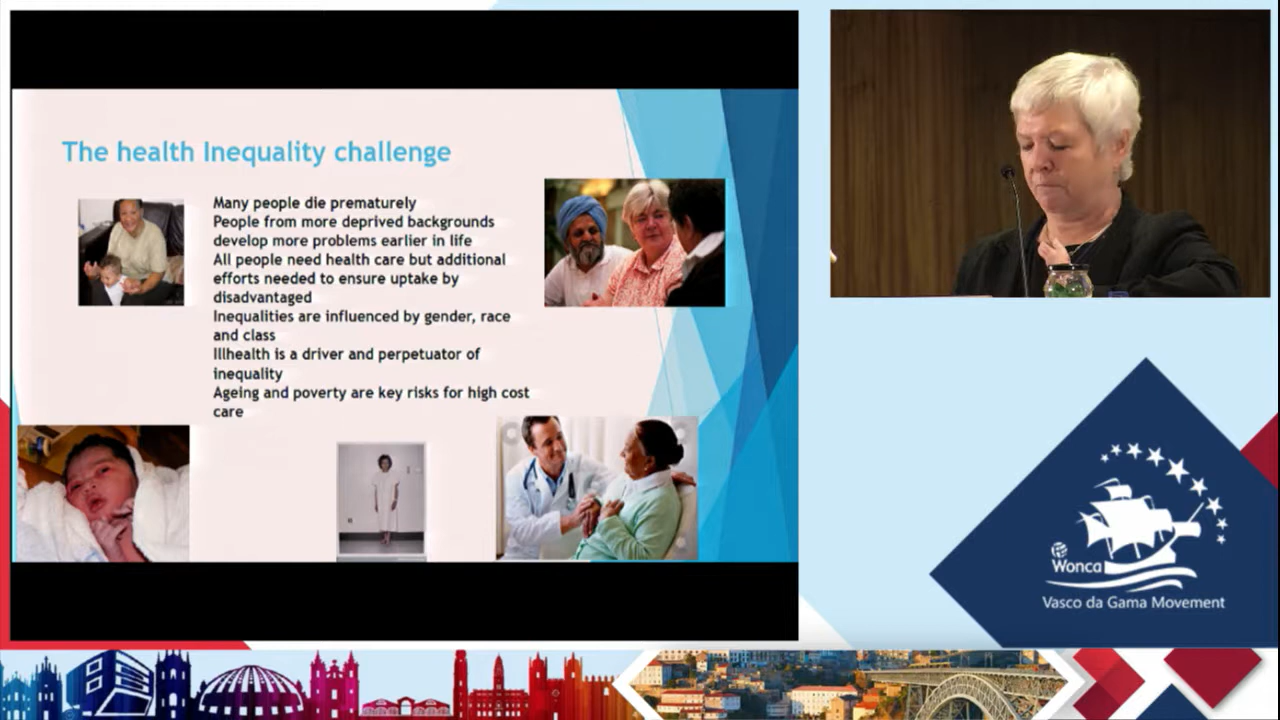 The health Inequality challenge
Many people die prematurely
People from more deprived backgrounds
develop more problems earlier in life
All people need health care but additional
efforts needed to ensure uptake by
disadvantaged
Inequalities are influenced by gender, race
and class
Illhealth is a driver and perpetuator of
inequality
Ageing and poverty are key risks for high cost
care
Wonca
Vasco da Gama Movement